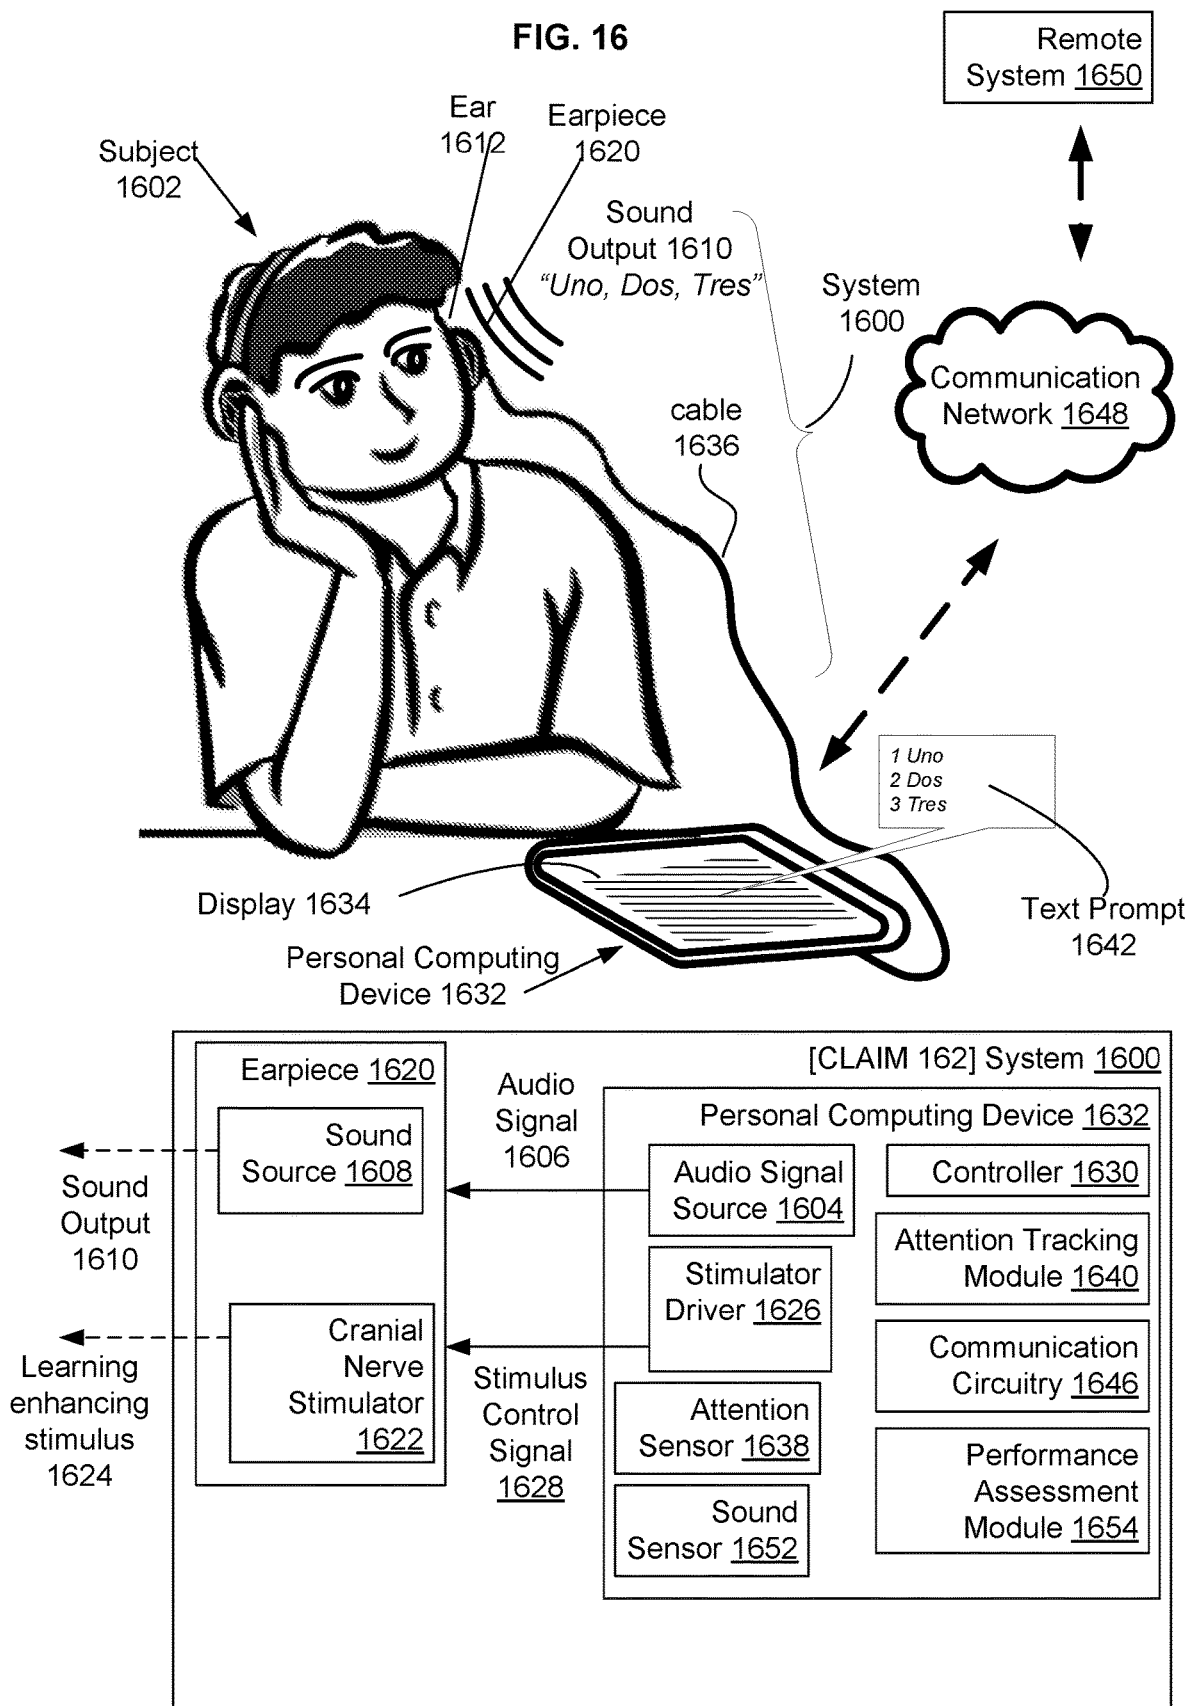 FIG. 16
Remote
System 1650
Ear
1612
Earpiece
1620
Subject
1602
Sound
Output 1610
“Uno, Dos, Tres”
System
1600
Communication
Network 1648
cable
1636
1 Uno
2 Dos
3 Tres
Display 1634
Text Prompt
1642
Personal Computing
Device 1632
[CLAIM 162] System 1600
Earpiece 1620
Sound
Source 1608
Sound
Output
1610
Cranial
Nerve
Stimulator
1622
Learning
enhancing
stimulus
1624
Audio
Signal
1606
Stimulus
Control
Signal
1628
Personal Computing Device 1632
Audio Signal
Source 1604
Stimulator
Driver 1626
Attention
Sensor 1638
Sound
Sensor 1652
Controller 1630
Attention Tracking
Module 1640
Communication
Circuitry 1646
Performance
Assessment
Module 1654